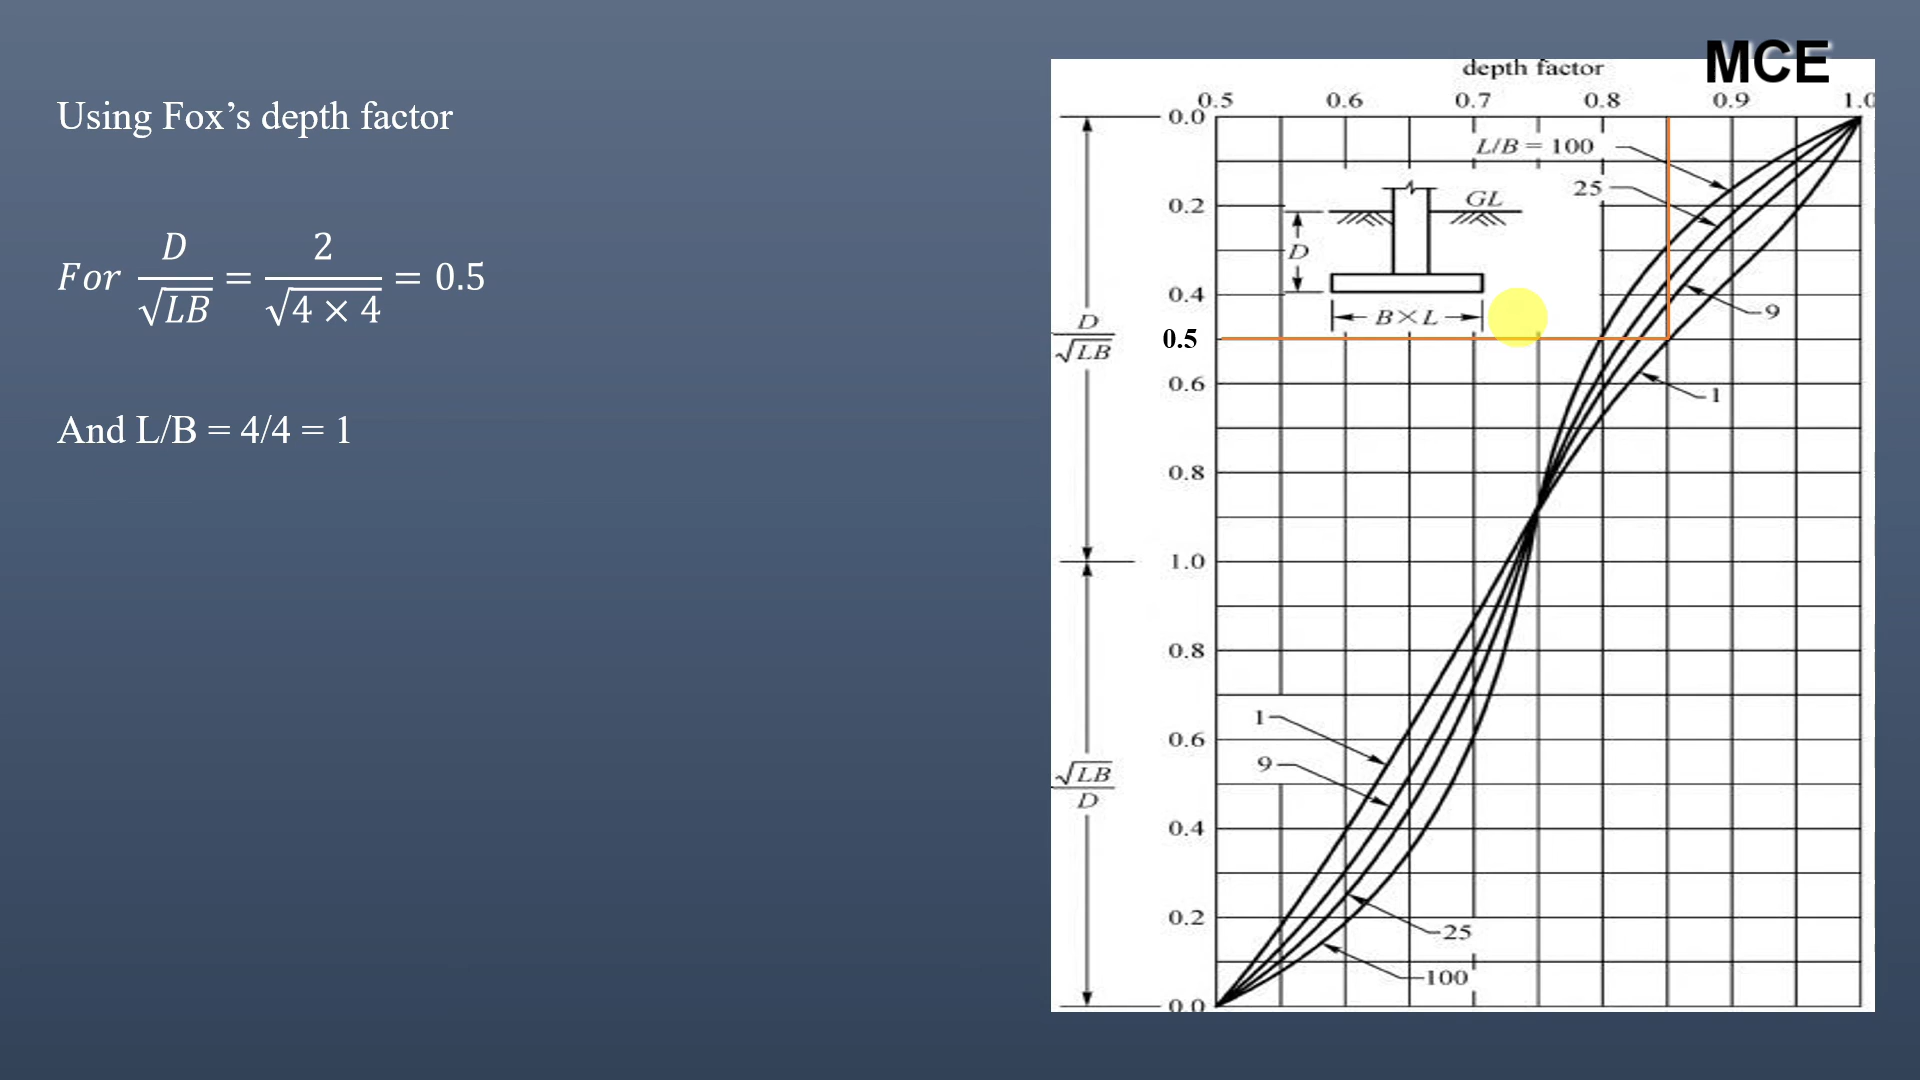 MCE
Using Fox’s depth factor
For D/√LB = 2/√4 × 4 = 0.5
And L/B = 4/4 = 1
depth factor
0.5 0.6 0.7 0.8 0.9 1.0
0.0
L/B = 100
25
0.2
GL
D
0.4
B×L
9
D/√LB
0.5
0.6
1
0.8
1.0
0.8
1
0.6
9
√LB/D
0.4
0.2
25
100
0.0